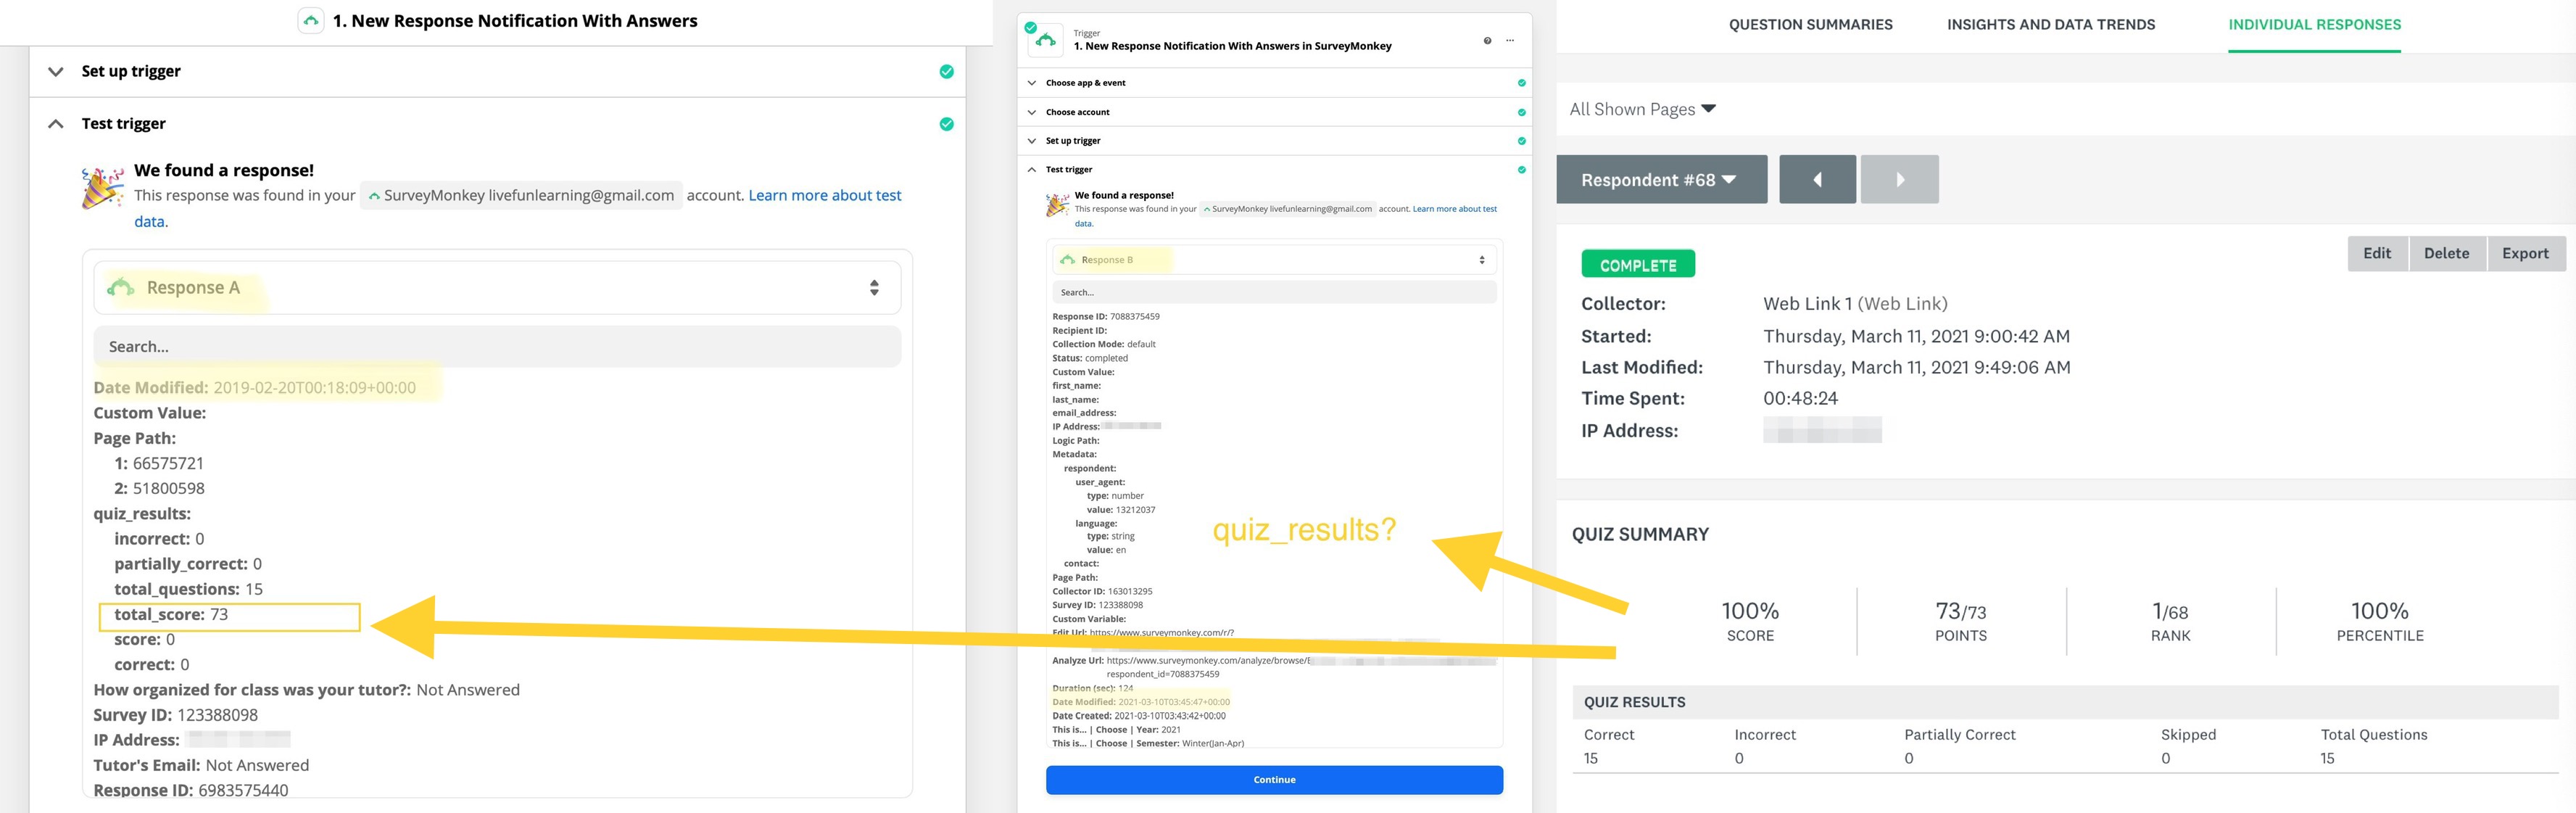 1. New Response Notification With Answers
Set up trigger
Test trigger
We found a response!
This response was found in your SurveyMonkey livefunlearning@gmail.com account. Learn more about test
data.
Response A
Search...
Date Modified: 2019-02-20T00:18:09+00:00
Custom Value:
Page Path:
1: 66575721
2: 51800598
quiz_results:
incorrect: 0
partially_correct: 0
total_questions: 15
total_score: 73
score: 0
correct: 0
How organized for class was your tutor?: Not Answered
Survey ID: 123388098
IP Address:
Tutor's Email: Not Answered
Response ID: 6983575440
Trigger
1. New Response Notification With Answers in SurveyMonkey
Choose app & event
Choose account
Set up trigger
Test trigger
We found a response!
This response was found in your SurveyMonkey livefunlearning@gmail.com account. Learn more about test
data.
Response B
Search...
Response ID: 7088375459
Recipient ID:
Collection Mode: default
Status: completed
Custom Value:
first_name:
last_name:
email_address:
IP Address:
Logic Path:
Metadata:
respondent:
user_agent:
type: number
value: 13212037
language:
type: string
value: en
contact:
Page Path:
Collector ID: 163013295
Survey ID: 123388098
Custom Variable:
Edit Url: https://www.surveymonkey.com/r/?
Analyze Url: https://www.surveymonkey.com/analyze/browse/
respondent_id=7088375459
Duration (sec): 124
Date Modified: 2021-03-10T03:45:47+00:00
Date Created: 2021-03-10T03:43:42+00:00
This is... | Choose | Year: 2021
This is... | Choose | Semester: Winter(Jan-Apr)
Continue
quiz_results?
QUESTION SUMMARIES INSIGHTS AND DATA TRENDS INDIVIDUAL RESPONSES
All Shown Pages
Respondent #68
COMPLETE
Edit Delete Export
Collector: Web Link 1 (Web Link)
Started: Thursday, March 11, 2021 9:00:42 AM
Last Modified: Thursday, March 11, 2021 9:49:06 AM
Time Spent: 00:48:24
IP Address:
QUIZ SUMMARY
100% 73/73 1/68 100%
SCORE POINTS RANK PERCENTILE
QUIZ RESULTS
Correct Incorrect Partially Correct Skipped Total Questions
15 0 0 0 15